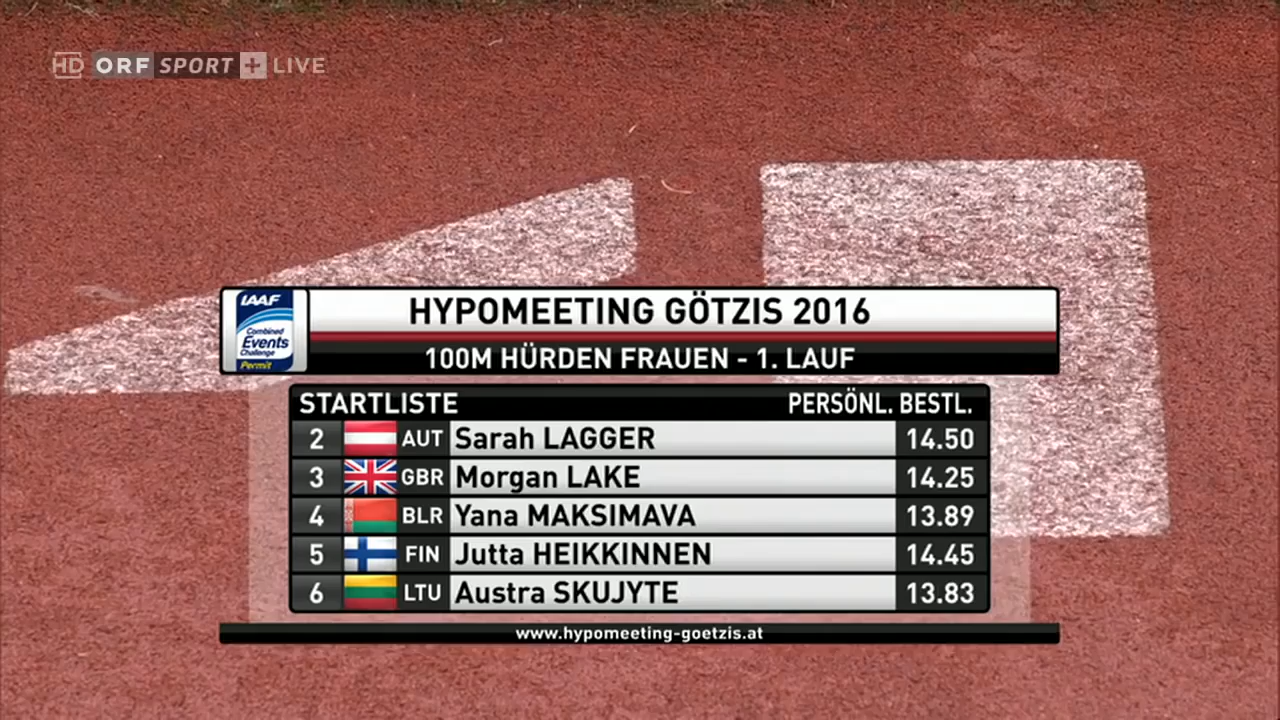 HD ORF SPORT + LIVE
IAAF
Combined
Events
Challenge
Permit
HYPOMEETING GÖTZIS 2016
100M HÜRDEN FRAUEN - 1. LAUF
STARTLISTE PERSÖNL. BESTL.
2 AUT Sarah LAGGER 14.50
3 GBR Morgan LAKE 14.25
4 BLR Yana MAKSIMAVA 13.89
5 FIN Jutta HEIKKINNEN 14.45
6 LTU Austra SKUJYTE 13.83
www.hypomeeting-goetzis.at